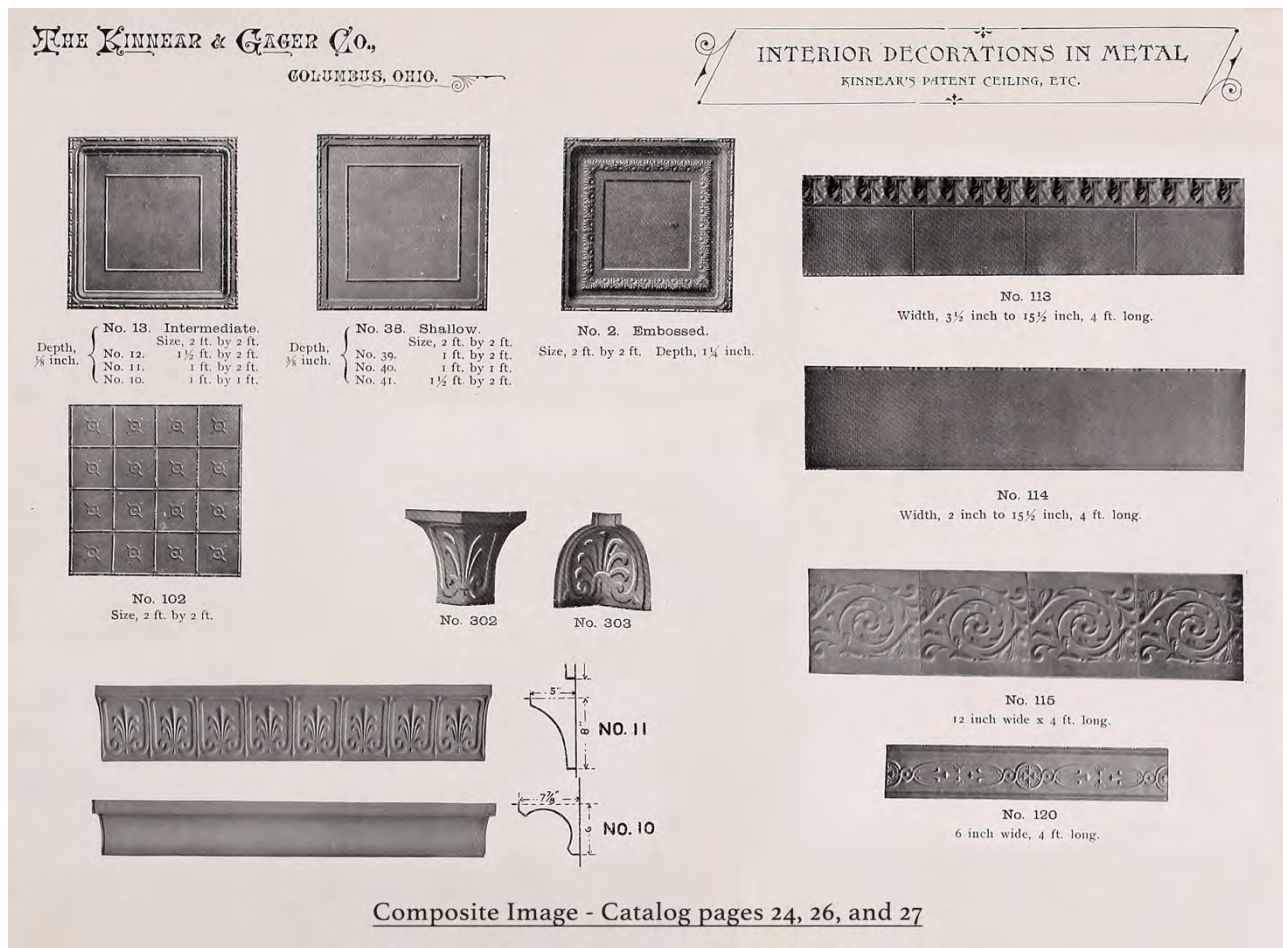 THE KINNEAR & GAGER CO.,
COLUMBUS, OHIO.
INTERIOR DECORATIONS IN METAL
KINNEAR'S PATENT CEILING, ETC.
No. 13. Intermediate.
Size, 2 ft. by 2 ft.
Depth, ⅝ inch.
No. 12. 1½ ft. by 2 ft.
No. 11. 1 ft. by 2 ft.
No. 10. 1 ft. by 1 ft.
No. 38. Shallow.
Size, 2 ft. by 2 ft.
Depth, ⅜ inch.
No. 39. 1 ft. by 2 ft.
No. 40. 1 ft. by 1 ft.
No. 41. 1½ ft. by 2 ft.
No. 2. Embossed.
Size, 2 ft. by 2 ft. Depth, 1¼ inch.
No. 113
Width, 3½ inch to 15½ inch, 4 ft. long.
No. 114
Width, 2 inch to 15½ inch, 4 ft. long.
No. 102
Size, 2 ft. by 2 ft.
No. 302
No. 303
No. 115
12 inch wide x 4 ft. long.
5"
8"
NO. 11
No. 120
6 inch wide, 4 ft. long.
7⅞"
6
NO. 10
Composite Image - Catalog pages 24, 26, and 27